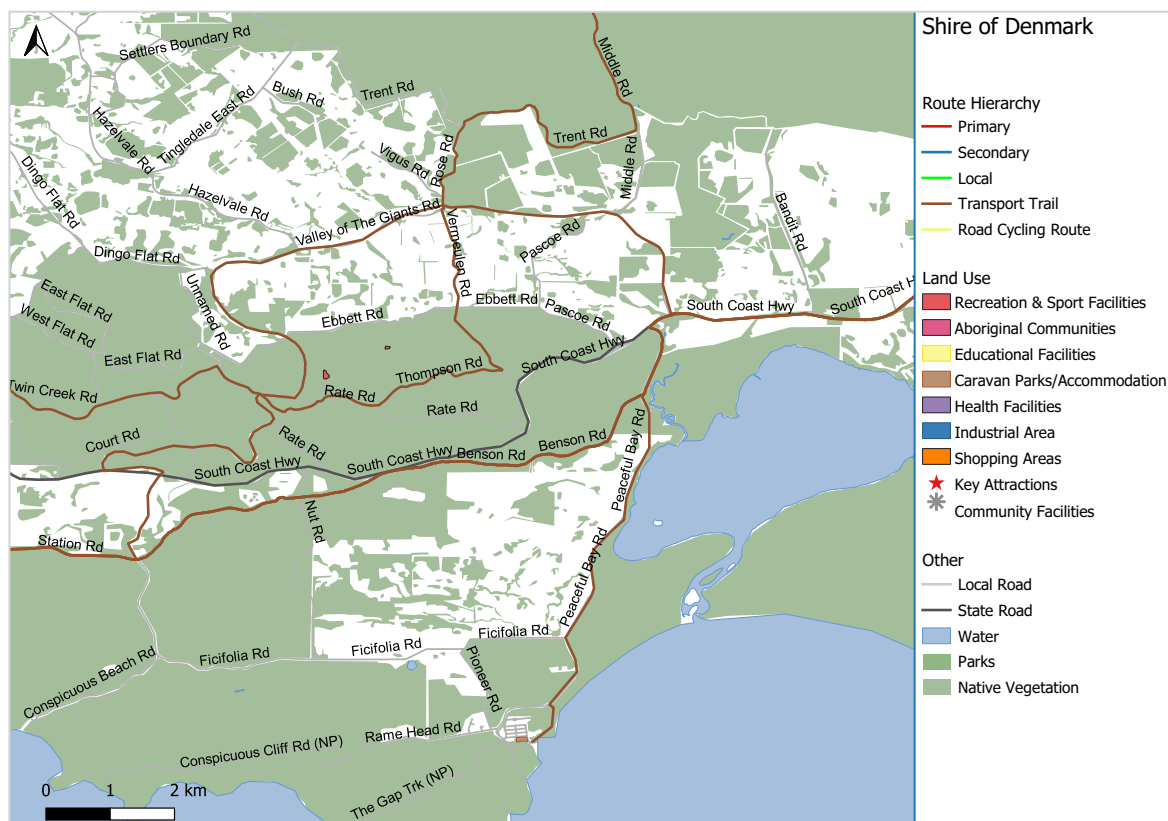 Shire of Denmark
Route Hierarchy
Primary
Secondary
Local
Transport Trail
Road Cycling Route
Land Use
Recreation & Sport Facilities
Aboriginal Communities
Educational Facilities
Caravan Parks/Accommodation
Health Facilities
Industrial Area
Shopping Areas
Key Attractions
Community Facilities
Other
Local Road
State Road
Water
Parks
Native Vegetation
Settlers Boundary Rd
Middle Rd
Bush Rd
Trent Rd
Tingledale East Rd
Hazelvale Rd
Trent Rd
Rose Rd
Vigus Rd
Middle Rd
Dingo Flat Rd
Hazelvale Rd
Bandit Rd
Valley of The Giants Rd
Vermeulen Rd
Pascoe Rd
Dingo Flat Rd
Unnamed Rd
East Flat Rd
Ebbett Rd
South Coast Hwy
South Coast H
West Flat Rd
Ebbett Rd
Pascoe Rd
East Flat Rd
South Coast Hwy
Thompson Rd
Twin Creek Rd
Rate Rd
Rate Rd
Court Rd
Rate Rd
Benson Rd
Peaceful Bay Rd
South Coast Hwy
South Coast Hwy
Benson Rd
Nut Rd
Station Rd
Peaceful Bay Rd
Ficifolia Rd
Ficifolia Rd
Ficifolia Rd
Conspicuous Beach Rd
Pioneer Rd
Rame Head Rd
Conspicuous Cliff Rd (NP)
The Gap Trk (NP)
0 1 2 km